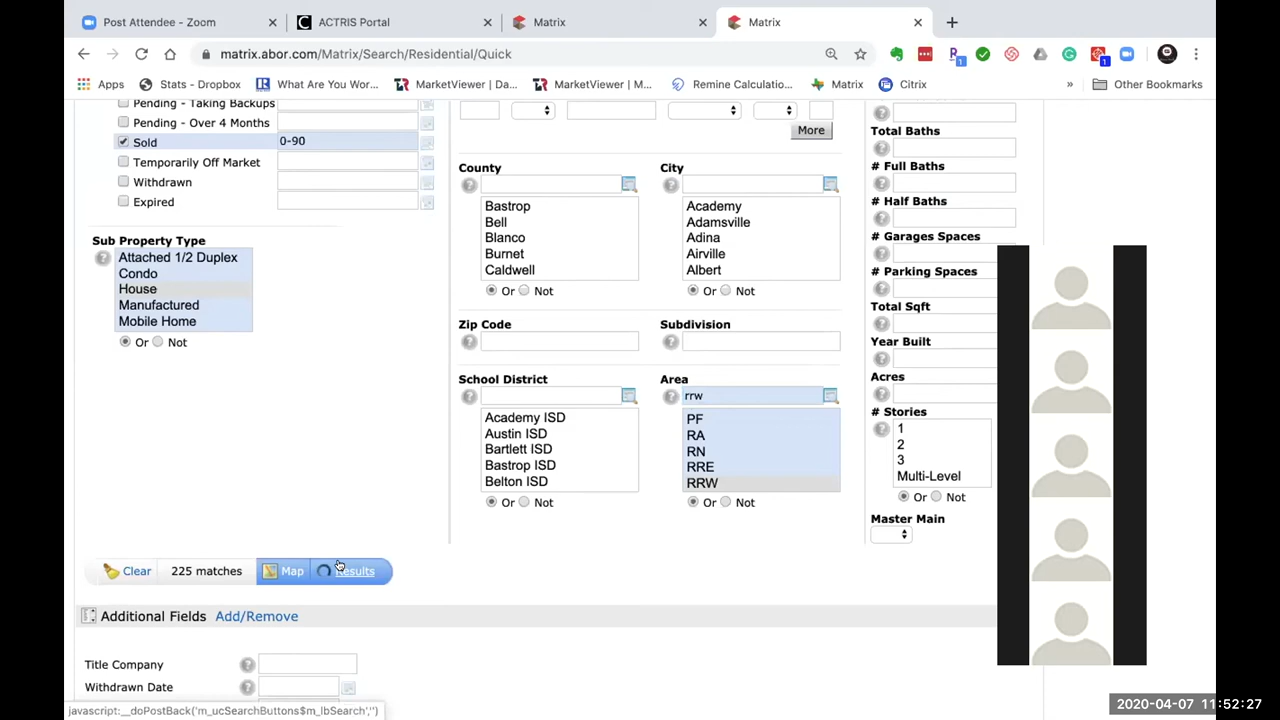 Post Attendee - Zoom
ACTRIS Portal
Matrix
Matrix
matrix.abor.com/Matrix/Search/Residential/Quick
Apps
Stats - Dropbox
What Are You Wor...
MarketViewer | Da...
MarketViewer | M...
Remine Calculatio...
Matrix
Citrix
»
Other Bookmarks
Pending - Taking Backups
Pending - Over 4 Months
Sold
0-90
Temporarily Off Market
Withdrawn
Expired
Sub Property Type
Attached 1/2 Duplex
Condo
House
Manufactured
Mobile Home
Or Not
More
County
Bastrop
Bell
Blanco
Burnet
Caldwell
Or Not
City
Academy
Adamsville
Adina
Airville
Albert
Or Not
Zip Code
Subdivision
School District
Academy ISD
Austin ISD
Bartlett ISD
Bastrop ISD
Belton ISD
Or Not
Area
rrw
PF
RA
RN
RRE
RRW
Or Not
Total Baths
# Full Baths
# Half Baths
# Garages Spaces
# Parking Spaces
Total Sqft
Year Built
Acres
# Stories
1
2
3
Multi-Level
Or Not
Master Main
Clear
225 matches
Map
Results
Additional Fields Add/Remove
Title Company
Withdrawn Date
javascript:__doPostBack('m_ucSearchButtons$m_lbSearch','')
2020-04-07 11:52:27